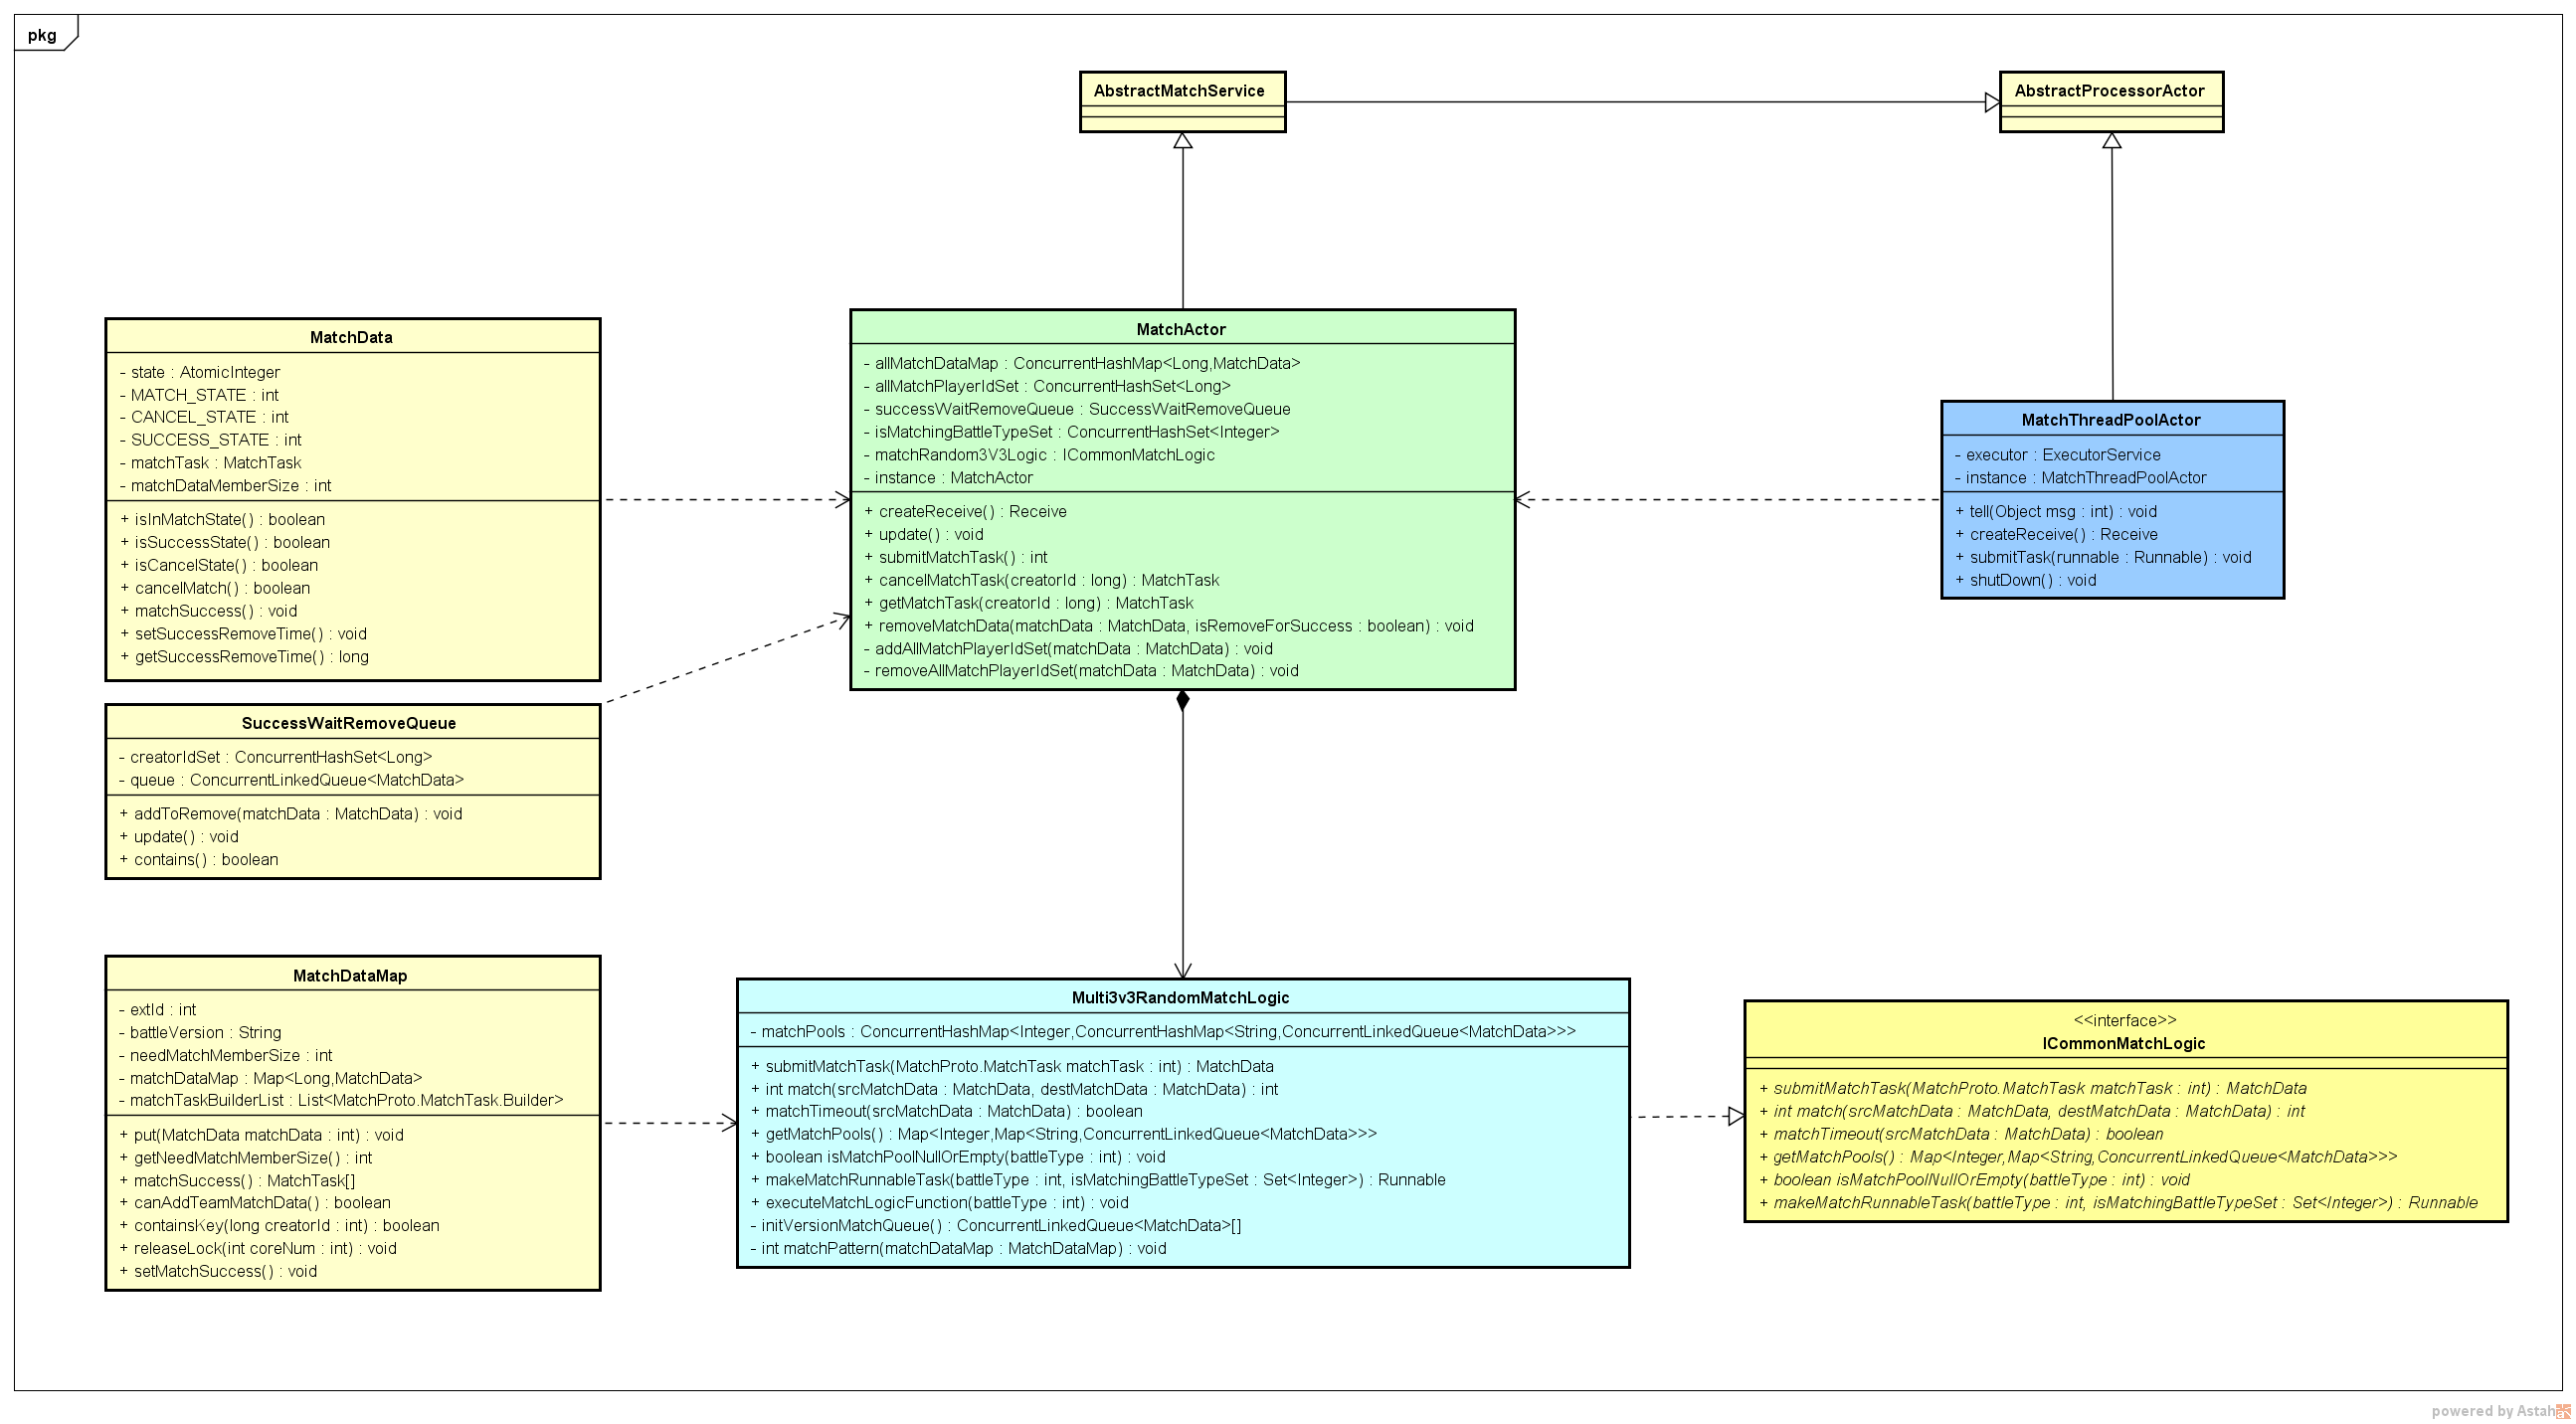 pkg
AbstractMatchService
AbstractProcessorActor
MatchData
- state : AtomicInteger
- MATCH_STATE : int
- CANCEL_STATE : int
- SUCCESS_STATE : int
- matchTask : MatchTask
- matchDataMemberSize : int
+ isInMatchState() : boolean
+ isSuccessState() : boolean
+ isCancelState() : boolean
+ cancelMatch() : boolean
+ matchSuccess() : void
+ setSuccessRemoveTime() : void
+ getSuccessRemoveTime() : long
MatchActor
- allMatchDataMap : ConcurrentHashMap<Long,MatchData>
- allMatchPlayerIdSet : ConcurrentHashSet<Long>
- successWaitRemoveQueue : SuccessWaitRemoveQueue
- isMatchingBattleTypeSet : ConcurrentHashSet<Integer>
- matchRandom3V3Logic : ICommonMatchLogic
- instance : MatchActor
+ createReceive() : Receive
+ update() : void
+ submitMatchTask() : int
+ cancelMatchTask(creatorId : long) : MatchTask
+ getMatchTask(creatorId : long) : MatchTask
+ removeMatchData(matchData : MatchData, isRemoveForSuccess : boolean) : void
- addAllMatchPlayerIdSet(matchData : MatchData) : void
- removeAllMatchPlayerIdSet(matchData : MatchData) : void
MatchThreadPoolActor
- executor : ExecutorService
- instance : MatchThreadPoolActor
+ tell(Object msg : int) : void
+ createReceive() : Receive
+ submitTask(runnable : Runnable) : void
+ shutDown() : void
SuccessWaitRemoveQueue
- creatorIdSet : ConcurrentHashSet<Long>
- queue : ConcurrentLinkedQueue<MatchData>
+ addToRemove(matchData : MatchData) : void
+ update() : void
+ contains() : boolean
MatchDataMap
- extId : int
- battleVersion : String
- needMatchMemberSize : int
- matchDataMap : Map<Long,MatchData>
- matchTaskBuilderList : List<MatchProto.MatchTask.Builder>
+ put(MatchData matchData : int) : void
+ getNeedMatchMemberSize() : int
+ matchSuccess() : MatchTask[]
+ canAddTeamMatchData() : boolean
+ containsKey(long creatorId : int) : boolean
+ releaseLock(int coreNum : int) : void
+ setMatchSuccess() : void
Multi3v3RandomMatchLogic
- matchPools : ConcurrentHashMap<Integer,ConcurrentHashMap<String,ConcurrentLinkedQueue<MatchData>>>
+ submitMatchTask(MatchProto.MatchTask matchTask : int) : MatchData
+ int match(srcMatchData : MatchData, destMatchData : MatchData) : int
+ matchTimeout(srcMatchData : MatchData) : boolean
+ getMatchPools() : Map<Integer,Map<String,ConcurrentLinkedQueue<MatchData>>>
+ boolean isMatchPoolNullOrEmpty(battleType : int) : void
+ makeMatchRunnableTask(battleType : int, isMatchingBattleTypeSet : Set<Integer>) : Runnable
+ executeMatchLogicFunction(battleType : int) : void
- initVersionMatchQueue() : ConcurrentLinkedQueue<MatchData>[]
- int matchPattern(matchDataMap : MatchDataMap) : void
<<interface>>
ICommonMatchLogic
+ submitMatchTask(MatchProto.MatchTask matchTask : int) : MatchData
+ int match(srcMatchData : MatchData, destMatchData : MatchData) : int
+ matchTimeout(srcMatchData : MatchData) : boolean
+ getMatchPools() : Map<Integer,Map<String,ConcurrentLinkedQueue<MatchData>>>
+ boolean isMatchPoolNullOrEmpty(battleType : int) : void
+ makeMatchRunnableTask(battleType : int, isMatchingBattleTypeSet : Set<Integer>) : Runnable
powered by Astah